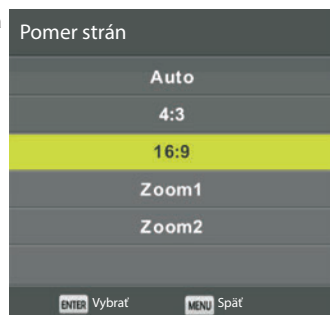 Pomer strán
Auto
4:3
16:9
Zoom1
Zoom2
ENTER Vybrať MENU Späť